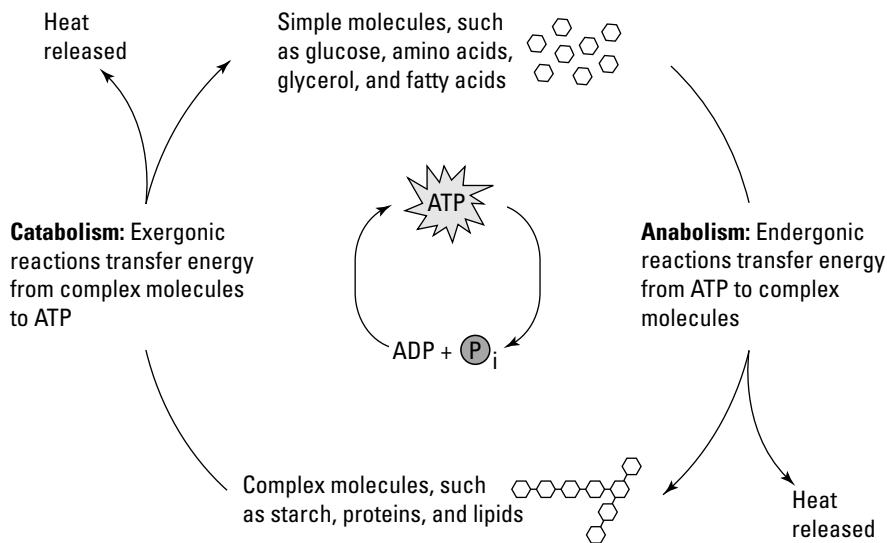 Heat
released
Simple molecules, such
as glucose, amino acids,
glycerol, and fatty acids
ATP
Catabolism: Exergonic
reactions transfer energy
from complex molecules
to ATP
Anabolism: Endergonic
reactions transfer energy
from ATP to complex
molecules
ADP + P i
Complex molecules, such
as starch, proteins, and lipids
Heat
released